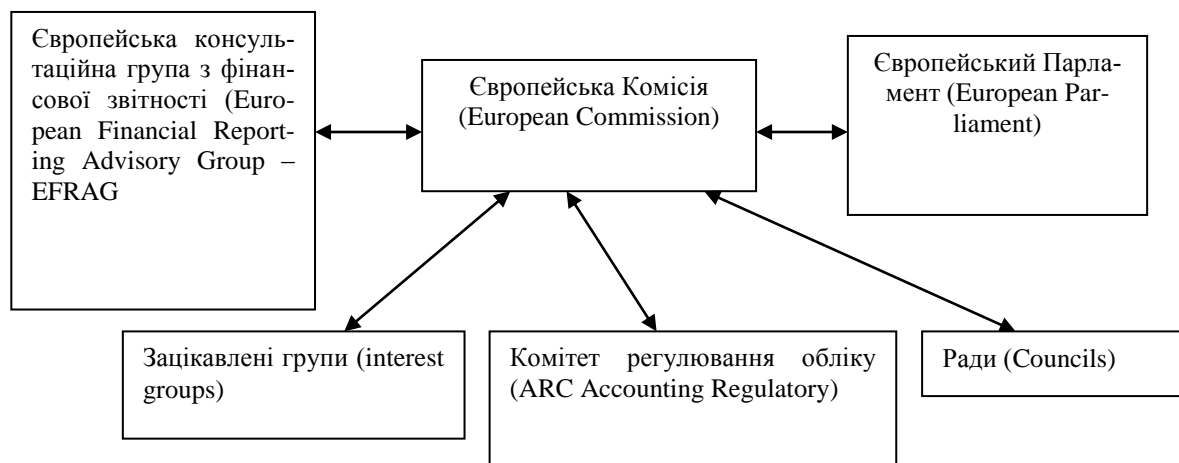 Європейська консуль-
таційна група з фінан-
сової звітності (Euro-
pean Financial Report-
ing Advisory Group –
EFRAG
Європейська Комісія
(European Commission)
Європейський Парла-
мент (European Par-
liament)
Зацікавлені групи (interest
groups)
Комітет регулювання обліку
(ARC Accounting Regulatory)
Ради (Councils)